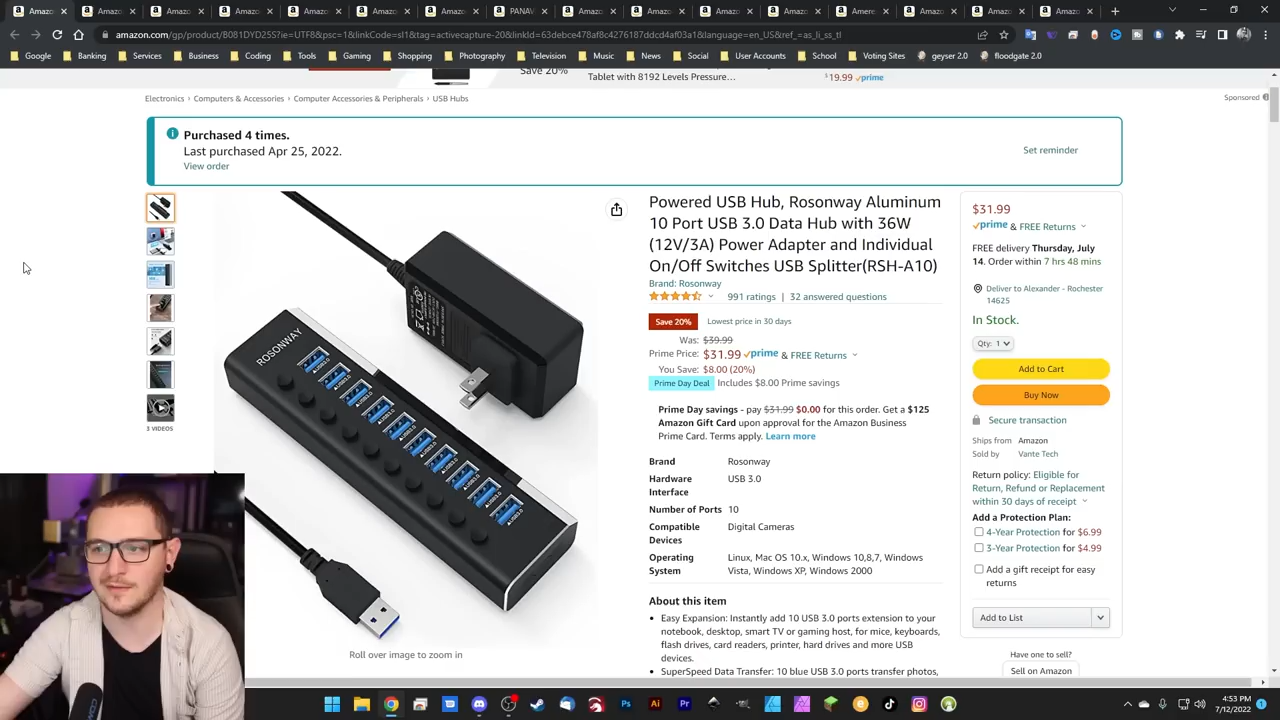 Amazo
Amazo
Amazo
Amazo
Amazo
Amazo
PANAV
Amazo
Amazo
Amere
Amazo
Amazo
amazon.com/gp/product/B081DYD25S?ie=UTF8&psc=1&linkCode=sl1&tag=activecapture-20&linkId=63debce478af8c4276187ddcd4af03a1&language=en_US&ref_=as_li_ss_tl
Google Banking Services Business Coding Tools Gaming Shopping Photography Television Music News Social User Accounts School Voting Sites geyser 2.0 floodgate 2.0
Save 20%
Tablet with 8192 Levels Pressure…
$19.99 prime
Electronics › Computers & Accessories › Computer Accessories & Peripherals › USB Hubs
Sponsored
Purchased 4 times.
Last purchased Apr 25, 2022.
View order
Set reminder
3 VIDEOS
ROSONWAY
Roll over image to zoom in
Powered USB Hub, Rosonway Aluminum
10 Port USB 3.0 Data Hub with 36W
(12V/3A) Power Adapter and Individual
On/Off Switches USB Splitter(RSH-A10)
Brand: Rosonway
991 ratings | 32 answered questions
Save 20% Lowest price in 30 days
Was: $39.99
Prime Price: $31.99 prime & FREE Returns
You Save: $8.00 (20%)
Prime Day Deal Includes $8.00 Prime savings
Prime Day savings - pay $31.99 $0.00 for this order. Get a $125
Amazon Gift Card upon approval for the Amazon Business
Prime Card. Terms apply. Learn more
Brand Rosonway
Hardware Interface USB 3.0
Number of Ports 10
Compatible Devices Digital Cameras
Operating System Linux, Mac OS 10.x, Windows 10,8,7, Windows
Vista, Windows XP, Windows 2000
About this item
• Easy Expansion: Instantly add 10 USB 3.0 ports extension to your
notebook, desktop, smart TV or gaming host, for mice, keyboards,
flash drives, card readers, printer, hard drives and more USB
devices.
• SuperSpeed Data Transfer: 10 blue USB 3.0 ports transfer photos,
$31.99
prime & FREE Returns
FREE delivery Thursday, July
14. Order within 7 hrs 48 mins
Deliver to Alexander - Rochester
14625
In Stock.
Qty: 1
Add to Cart
Buy Now
Secure transaction
Ships from Amazon
Sold by Vante Tech
Return policy: Eligible for
Return, Refund or Replacement
within 30 days of receipt
Add a Protection Plan:
4-Year Protection for $6.99
3-Year Protection for $4.99
Add a gift receipt for easy
returns
Add to List
Have one to sell?
Sell on Amazon
4:53 PM
7/12/2022